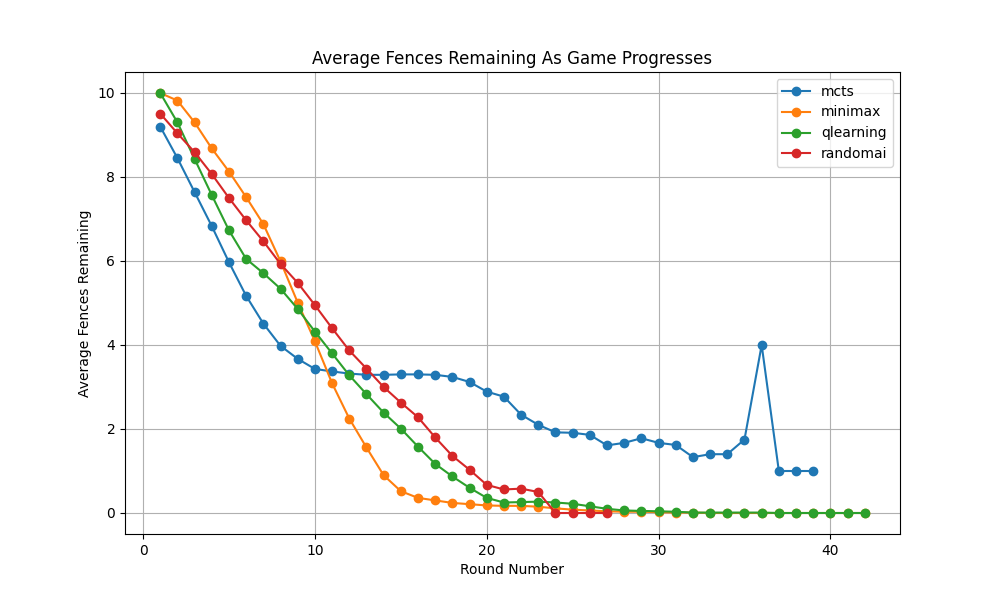 Average Fences Remaining As Game Progresses
mcts
minimax
qlearning
randomai
Average Fences Remaining
10
8
6
4
2
0
0 10 20 30 40
Round Number